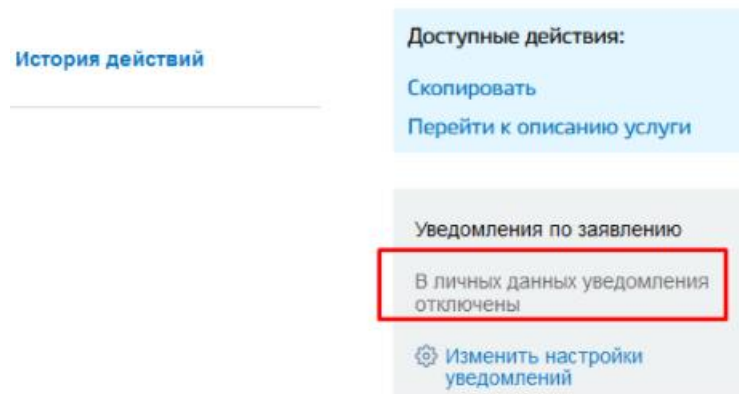 История действий
Доступные действия:
Скопировать
Перейти к описанию услуги
Уведомления по заявлению
В личных данных уведомления
отключены
Изменить настройки
уведомлений